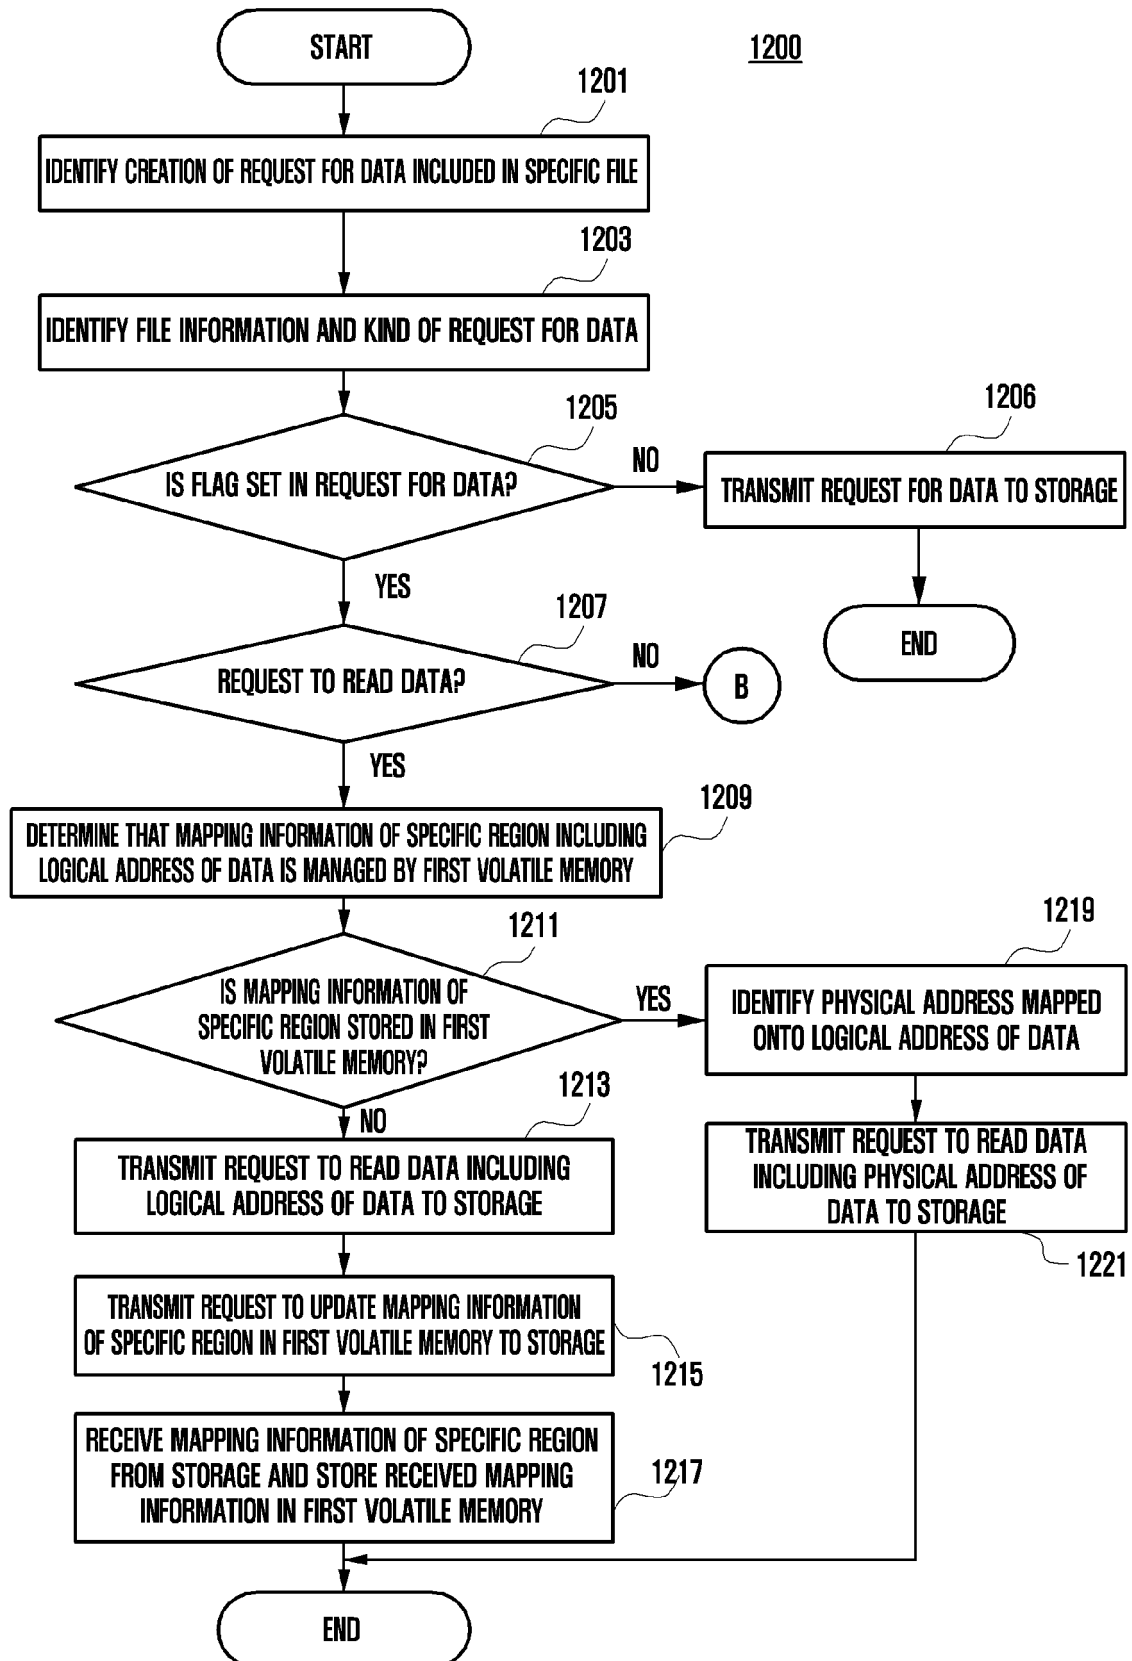 START
1200
1201
IDENTIFY CREATION OF REQUEST FOR DATA INCLUDED IN SPECIFIC FILE
1203
IDENTIFY FILE INFORMATION AND KIND OF REQUEST FOR DATA
1205
IS FLAG SET IN REQUEST FOR DATA?
NO
1206
TRANSMIT REQUEST FOR DATA TO STORAGE
END
YES
1207
REQUEST TO READ DATA?
NO
B
YES
1209
DETERMINE THAT MAPPING INFORMATION OF SPECIFIC REGION INCLUDING
LOGICAL ADDRESS OF DATA IS MANAGED BY FIRST VOLATILE MEMORY
1211
IS MAPPING INFORMATION OF
SPECIFIC REGION STORED IN FIRST
VOLATILE MEMORY?
YES
1219
IDENTIFY PHYSICAL ADDRESS MAPPED
ONTO LOGICAL ADDRESS OF DATA
TRANSMIT REQUEST TO READ DATA
INCLUDING PHYSICAL ADDRESS OF
DATA TO STORAGE
1221
NO
1213
TRANSMIT REQUEST TO READ DATA INCLUDING
LOGICAL ADDRESS OF DATA TO STORAGE
TRANSMIT REQUEST TO UPDATE MAPPING INFORMATION
OF SPECIFIC REGION IN FIRST VOLATILE MEMORY TO STORAGE
1215
RECEIVE MAPPING INFORMATION OF SPECIFIC REGION
FROM STORAGE AND STORE RECEIVED MAPPING
INFORMATION IN FIRST VOLATILE MEMORY
1217
END